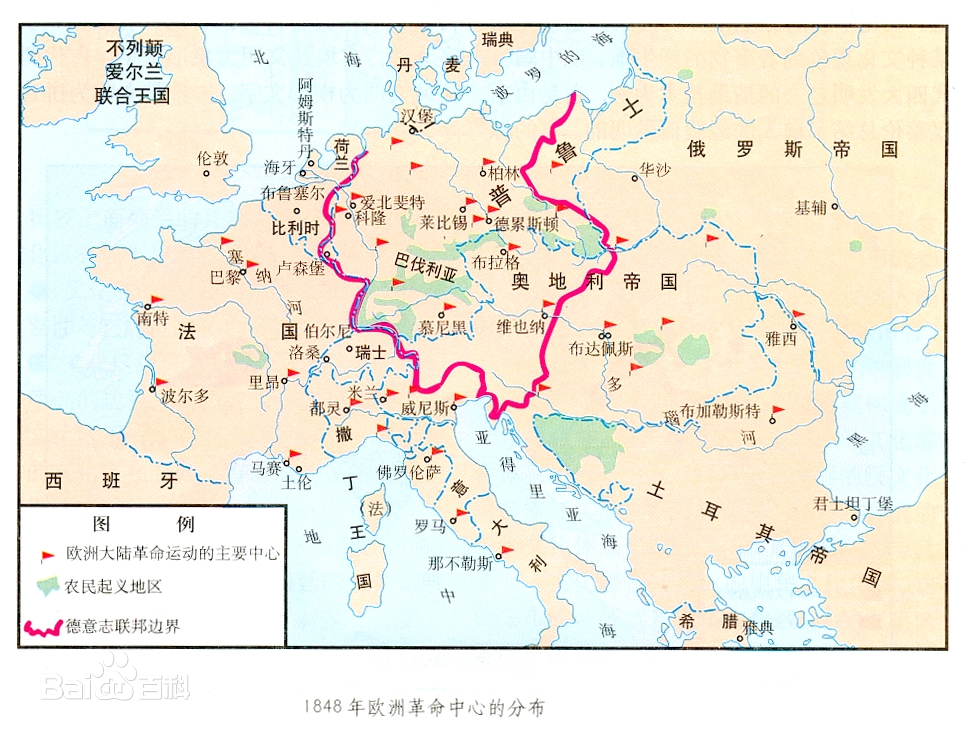 不列颠
爱尔兰
联合王国
北海
丹麦
瑞典
波罗的海
阿姆斯特丹
汉堡
荷兰
伦敦
海牙
布鲁塞尔
比利时
爱北斐特
科隆
柏林
普鲁士
华沙
俄罗斯帝国
基辅
莱比锡
德累斯顿
塞纳河
巴黎
卢森堡
巴伐利亚
布拉格
奥地利帝国
南特
法国
伯尔尼
洛桑
瑞士
慕尼黑
维也纳
布达佩斯
雅西
里昂
波尔多
米兰
都灵
威尼斯
多瑙河
布加勒斯特
黑海
撒丁王国
马赛
土伦
佛罗伦萨
亚得里亚海
西班牙
(法)
罗马
意大利
那不勒斯
地中海
土耳其帝国
君士坦丁堡
希腊
雅典
图例
欧洲大陆革命运动的主要中心
农民起义地区
德意志联邦边界
Baidu百科
1848年欧洲革命中心的分布